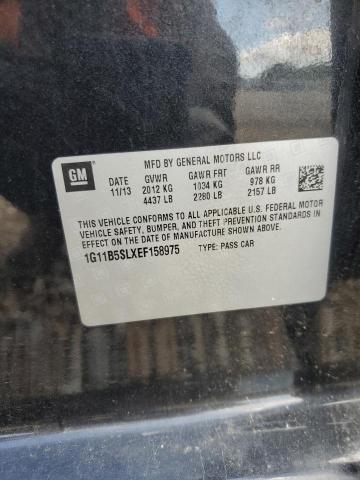 GM
MFD BY GENERAL MOTORS LLC
DATE GVWR GAWR FRT GAWR RR
11/13 2012 KG 1034 KG 978 KG
4437 LB 2280 LB 2157 LB
THIS VEHICLE CONFORMS TO ALL APPLICABLE U.S. FEDERAL MOTOR
VEHICLE SAFETY, BUMPER, AND THEFT PREVENTION STANDARDS IN
EFFECT ON THE DATE OF MANUFACTURE SHOWN ABOVE.
1G11B5SLXEF158975 TYPE: PASS CAR